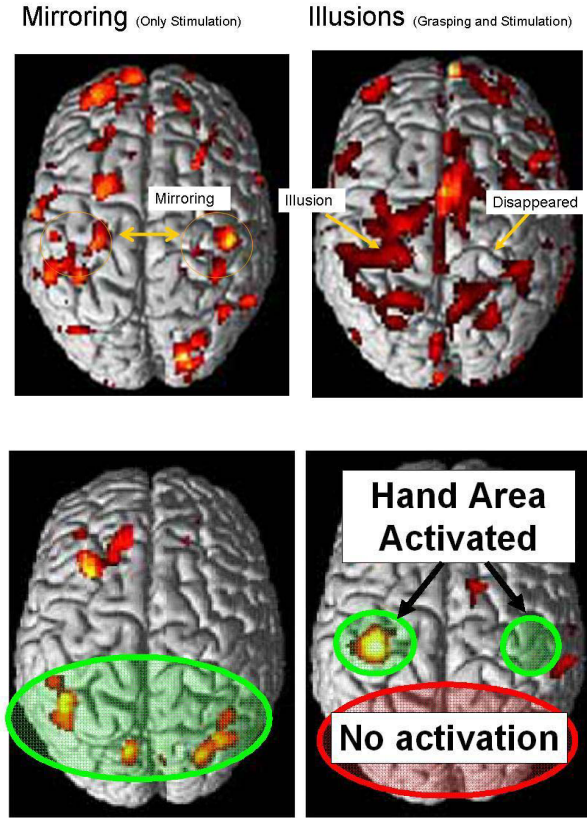 Mirroring (Only Stimulation)
Illusions (Grasping and Stimulation)
Mirroring
Illusion
Disappeared
Hand Area
Activated
No activation